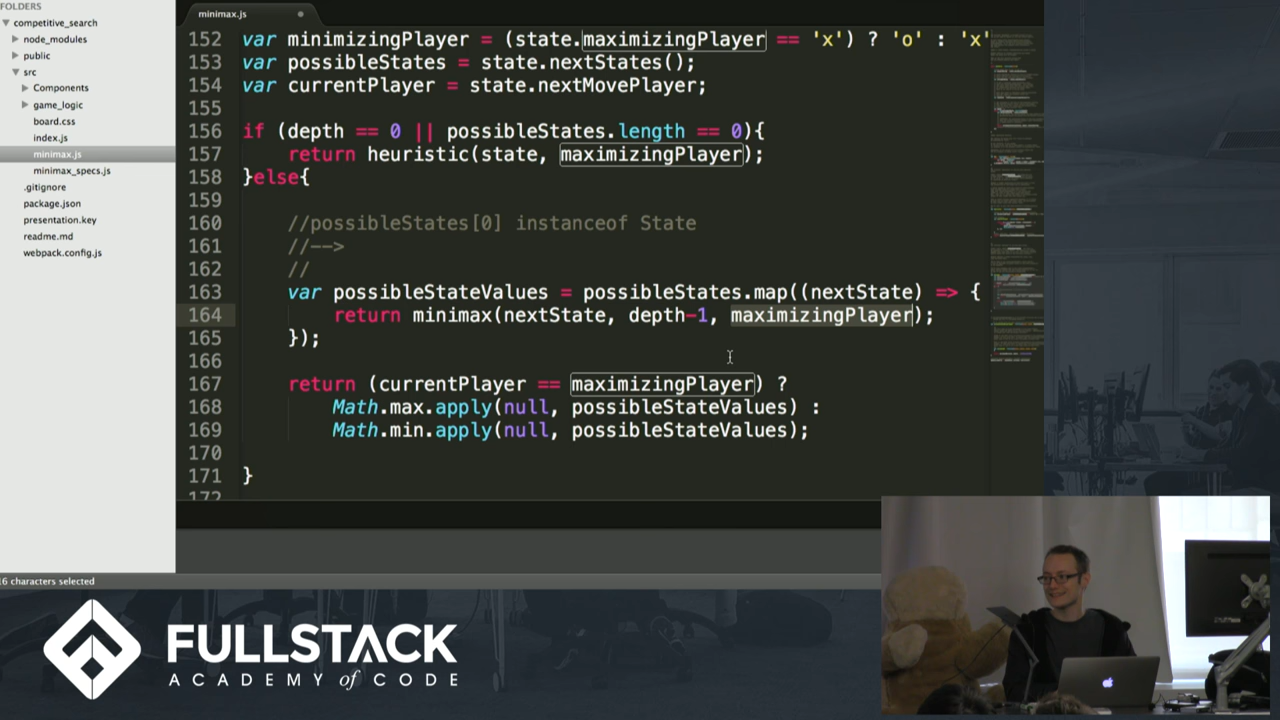 FOLDERS
competitive_search
node_modules
public
src
Components
game_logic
board.css
index.js
minimax.js
minimax_specs.js
.gitignore
package.json
presentation.key
readme.md
webpack.config.js
minimax.js
152 var minimizingPlayer = (state.maximizingPlayer == 'x') ? 'o' : 'x'
153 var possibleStates = state.nextStates();
154 var currentPlayer = state.nextMovePlayer;
155
156 if (depth == 0 || possibleStates.length == 0){
157 return heuristic(state, maximizingPlayer);
158 }else{
159
160 //possibleStates[0] instanceof State
161 //-->
162 //
163 var possibleStateValues = possibleStates.map((nextState) => {
164 return minimax(nextState, depth-1, maximizingPlayer);
165 });
166
167 return (currentPlayer == maximizingPlayer) ?
168 Math.max.apply(null, possibleStateValues) :
169 Math.min.apply(null, possibleStateValues);
170
171 }
172
6 characters selected
FULLSTACK
ACADEMY of CODE